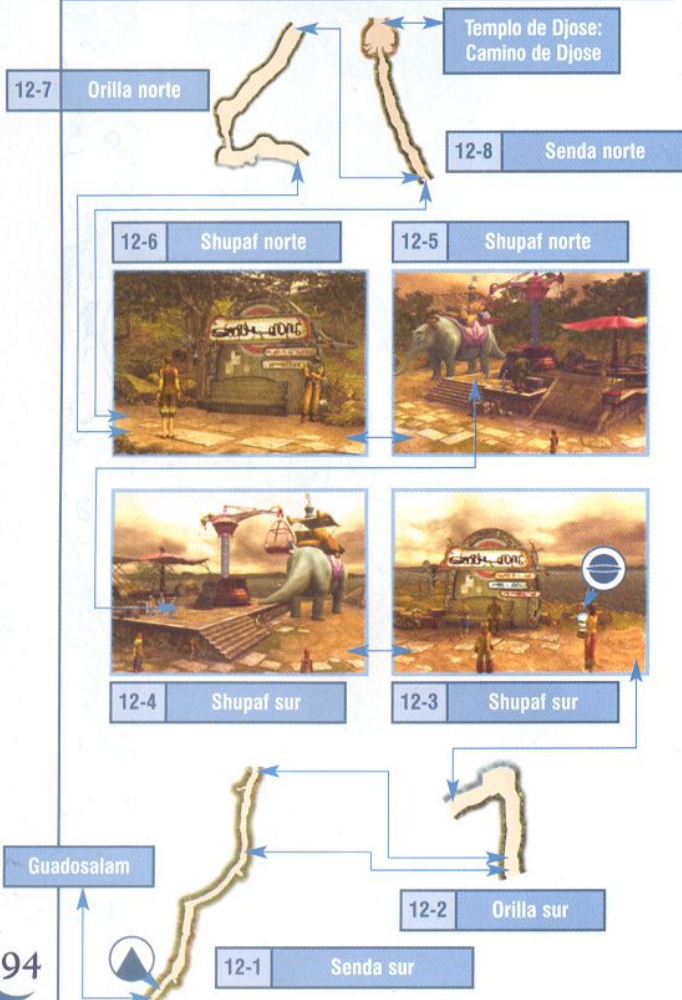 Templo de Djose:
Camino de Djose
12-7 Orilla norte
12-8 Senda norte
12-6 Shupaf norte
12-5 Shupaf norte
12-4 Shupaf sur
12-3 Shupaf sur
Guadosalam
12-2 Orilla sur
94
12-1 Senda sur